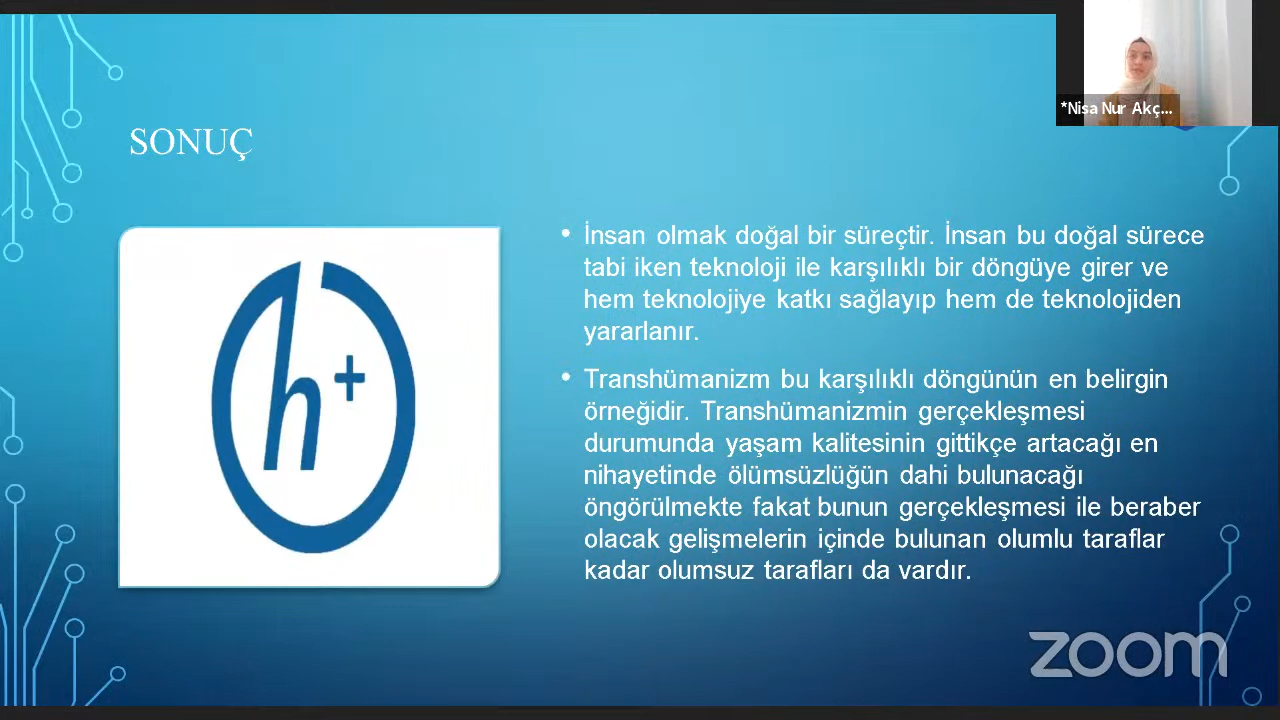 *Nisa Nur Akç...
SONUÇ
h+
• İnsan olmak doğal bir süreçtir. İnsan bu doğal sürece
tabi iken teknoloji ile karşılıklı bir döngüye girer ve
hem teknolojiye katkı sağlayıp hem de teknolojiden
yararlanır.
• Transhümanizm bu karşılıklı döngünün en belirgin
örneğidir. Transhümanizmin gerçekleşmesi
durumunda yaşam kalitesinin gittikçe artacağı en
nihayetinde ölümsüzlüğün dahi bulunacağı
öngörülmekte fakat bunun gerçekleşmesi ile beraber
olacak gelişmelerin içinde bulunan olumlu taraflar
kadar olumsuz tarafları da vardır.
zoom